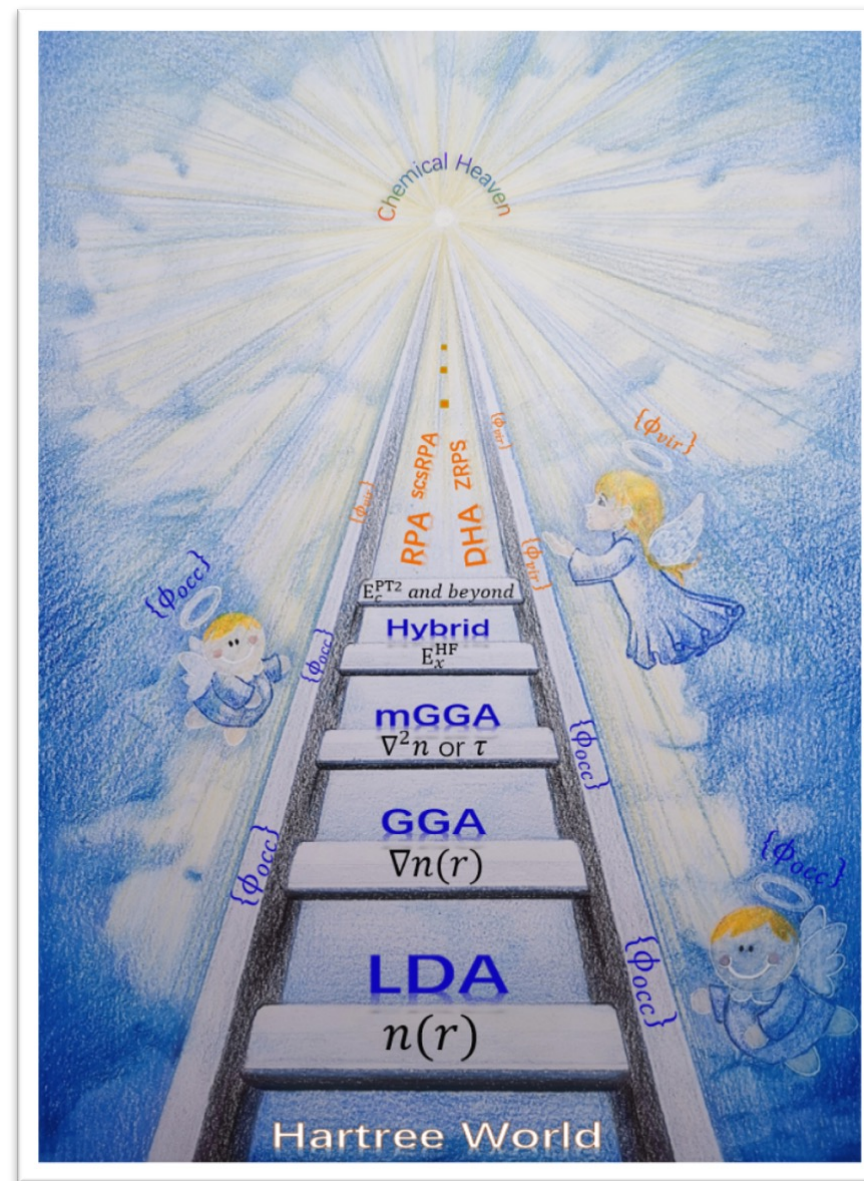 Chemical Heaven
{ϕvir}
{ϕvir}
scsRPA
ZRPS
{ϕvir}
RPA
DHA
{ϕvir}
{ϕocc}
E_c^PT2 and beyond
Hybrid
{ϕocc}
E_x^HF
mGGA
∇²n or τ
{ϕocc}
GGA
∇n(r)
{ϕocc}
{ϕocc}
LDA
{ϕocc}
n(r)
Hartree World